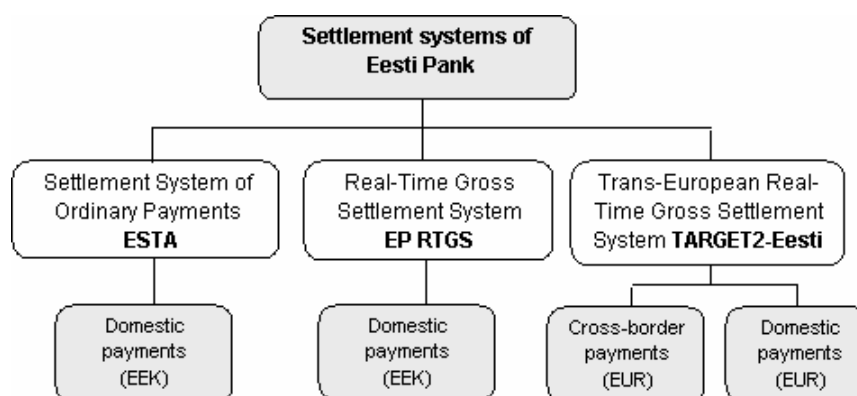 Settlement systems of
Eesti Pank
Settlement System of
Ordinary Payments
ESTA
Real-Time Gross
Settlement System
EP RTGS
Trans-European Real-
Time Gross Settlement
System TARGET2-Eesti
Domestic
payments
(EEK)
Domestic
payments
(EEK)
Cross-border
payments
(EUR)
Domestic
payments
(EUR)